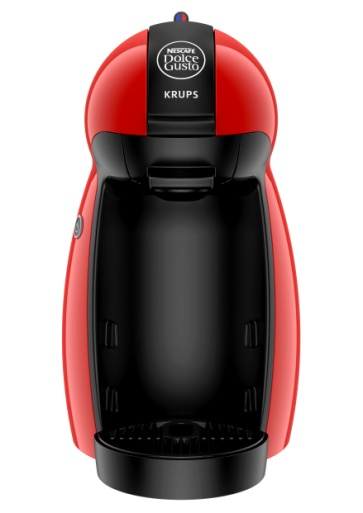 NESCAFÉ
Dolce
Gusto
KRUPS